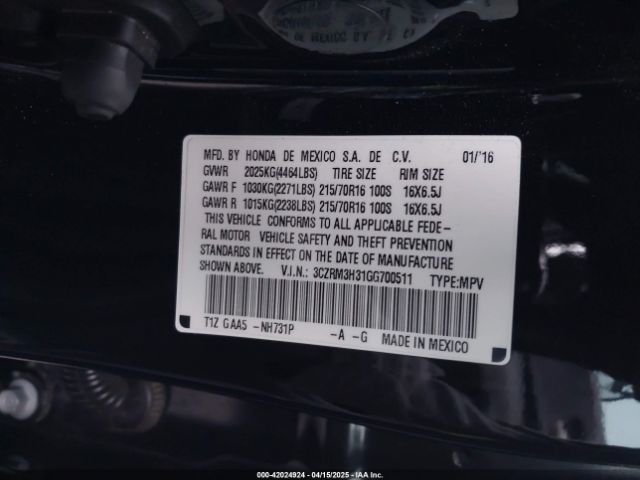 MFD. BY HONDA DE MEXICO S.A. DE C.V. 01/'16
GVWR 2025KG(4464LBS) TIRE SIZE RIM SIZE
GAWR F 1030KG(2271LBS) 215/70R16 100S 16X6.5J
GAWR R 1015KG(2238LBS) 215/70R16 100S 16X6.5J
THIS VEHICLE CONFORMS TO ALL APPLICABLE FEDE-
RAL MOTOR VEHICLE SAFETY AND THEFT PREVENTION
STANDARDS IN EFFECT ON THE DATE OF MANUFACTURE
SHOWN ABOVE. V.I.N.: 3CZRM3H31GG700511 TYPE:MPV
T1Z GAA5 -NH731P -A -G MADE IN MEXICO
000-42024924 - 04/15/2025 - IAA Inc.